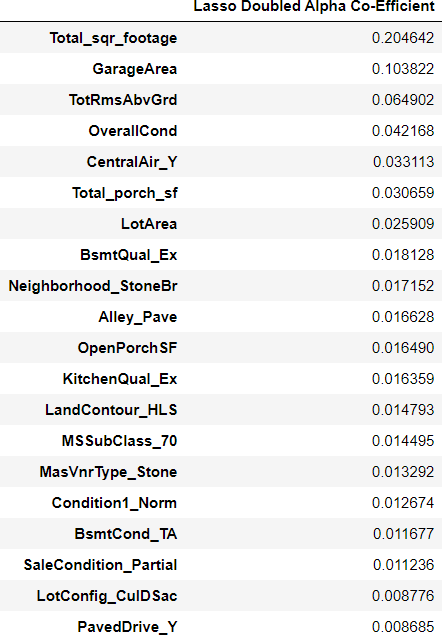 Lasso Doubled Alpha Co-Efficient
Total_sqr_footage 0.204642
GarageArea 0.103822
TotRmsAbvGrd 0.064902
OverallCond 0.042168
CentralAir_Y 0.033113
Total_porch_sf 0.030659
LotArea 0.025909
BsmtQual_Ex 0.018128
Neighborhood_StoneBr 0.017152
Alley_Pave 0.016628
OpenPorchSF 0.016490
KitchenQual_Ex 0.016359
LandContour_HLS 0.014793
MSSubClass_70 0.014495
MasVnrType_Stone 0.013292
Condition1_Norm 0.012674
BsmtCond_TA 0.011677
SaleCondition_Partial 0.011236
LotConfig_CulDSac 0.008776
PavedDrive_Y 0.008685